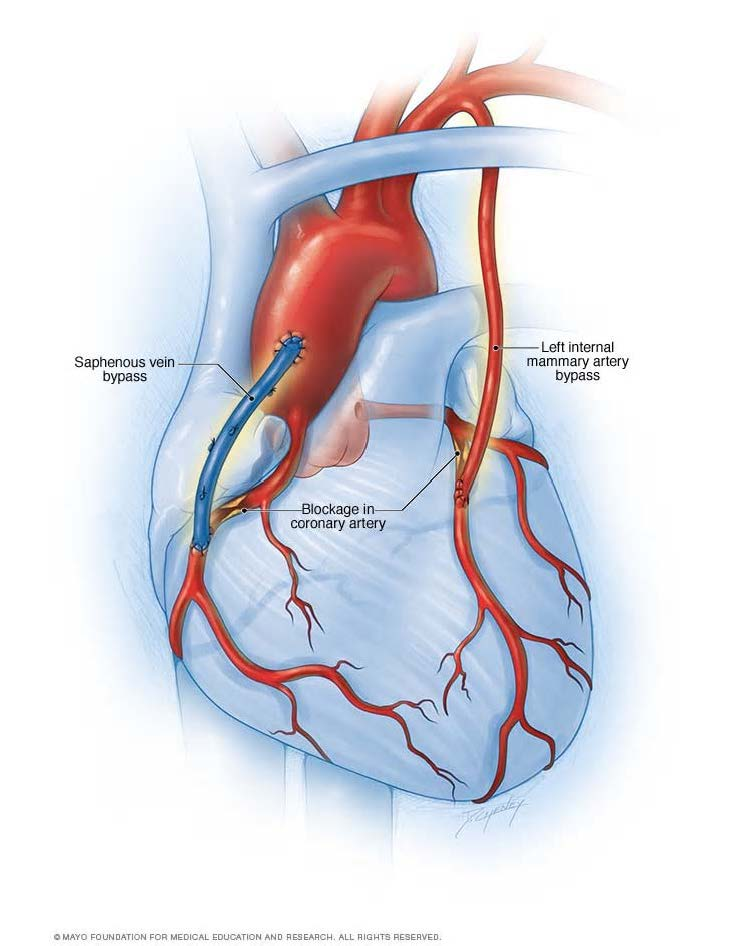 Saphenous vein
bypass
Left internal
mammary artery
bypass
Blockage in
coronary artery
© MAYO FOUNDATION FOR MEDICAL EDUCATION AND RESEARCH. ALL RIGHTS RESERVED.